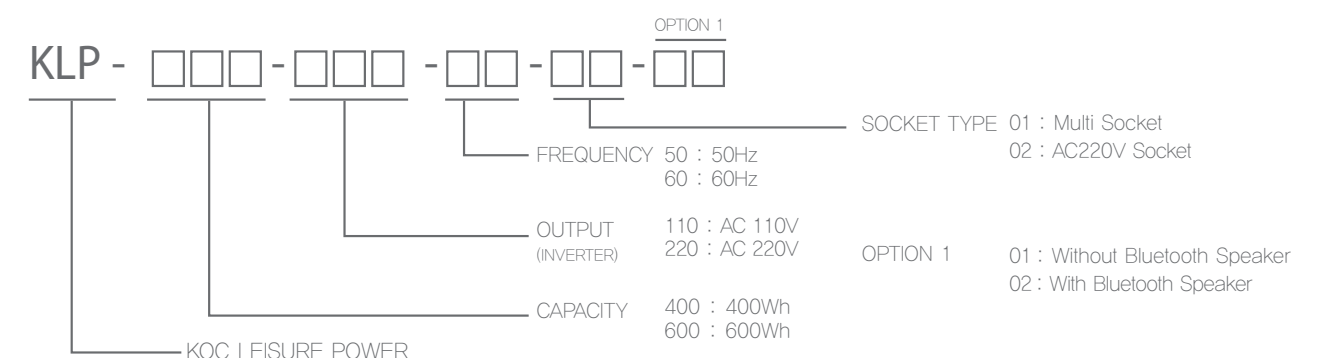 OPTION 1
KLP - □□□ - □□□ - □□ - □□ - □□
SOCKET TYPE 01 : Multi Socket
02 : AC220V Socket
FREQUENCY 50 : 50Hz
60 : 60Hz
OUTPUT 110 : AC 110V
(INVERTER) 220 : AC 220V
OPTION 1 01 : Without Bluetooth Speaker
02 : With Bluetooth Speaker
CAPACITY 400 : 400Wh
600 : 600Wh
KOC LEISURE POWER